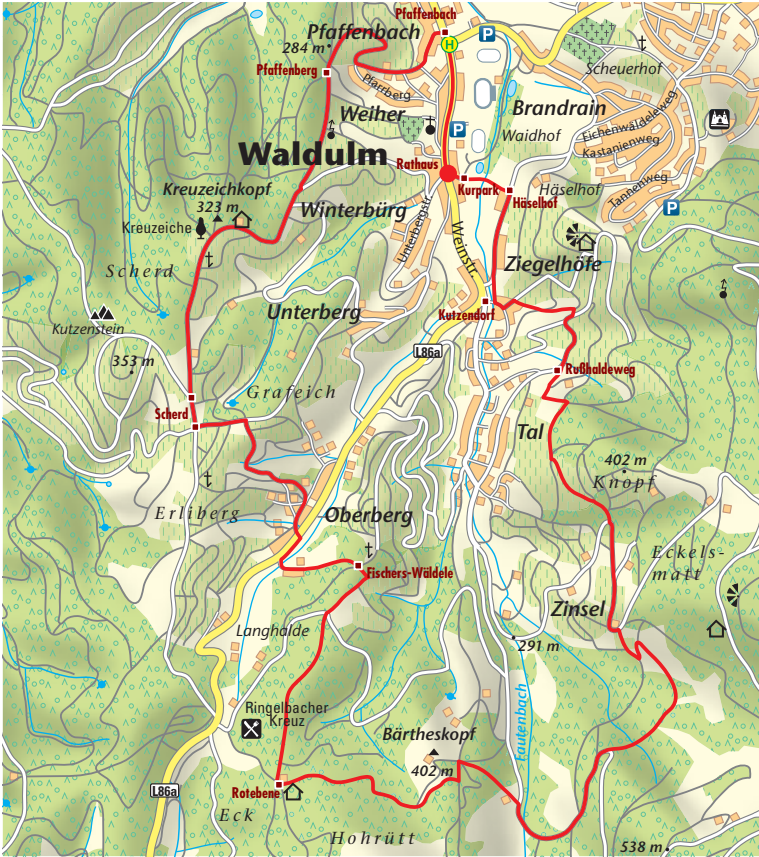 Pfaffenbach
Pfaffenbach
H
P
284 m
Pfaffenberg
Scheuerhof
Pfarrberg
Weiher
Brandrain
Eichenwaldeleweg
P
Waidhof
Kastanienweg
Waldulm
Rathaus
Kurpark
Häselhof
Häselhof
Tannenweg
P
Kreuzeichkopf
323 m
Kreuzeiche
Winterbürg
Unterbergstr.
Weinstr.
Ziegelhöfe
Scherd
Kutzenstein
Unterberg
Kutzendorf
L86a
353 m
Rußhaldeweg
Grafeich
Scherd
Tal
402 m
Knopf
Erliberg
Oberberg
Eckels-
matt
Fischers-Wäldele
Zinsel
Langhalde
291 m
Ringelbacher
Kreuz
Fautenbach
Bärtheskopf
402 m
Rotebene
L86a
Eck
Hohrütt
538 m